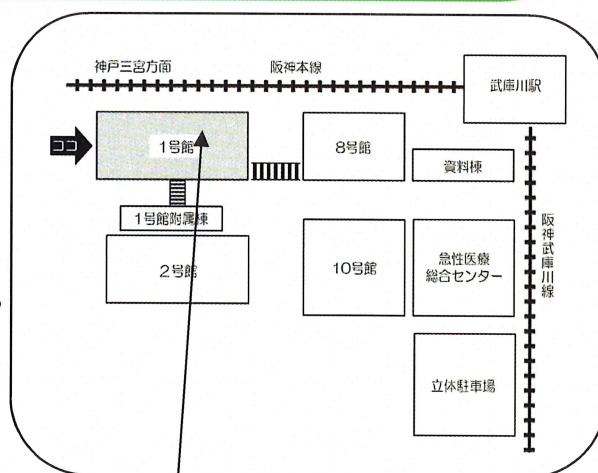 神戸三宮方面
阪神本線
武庫川駅
ココ
1号館
8号館
資料棟
1号館附属棟
2号館
10号館
急性医療
総合センター
阪神武庫川線
立体駐車場